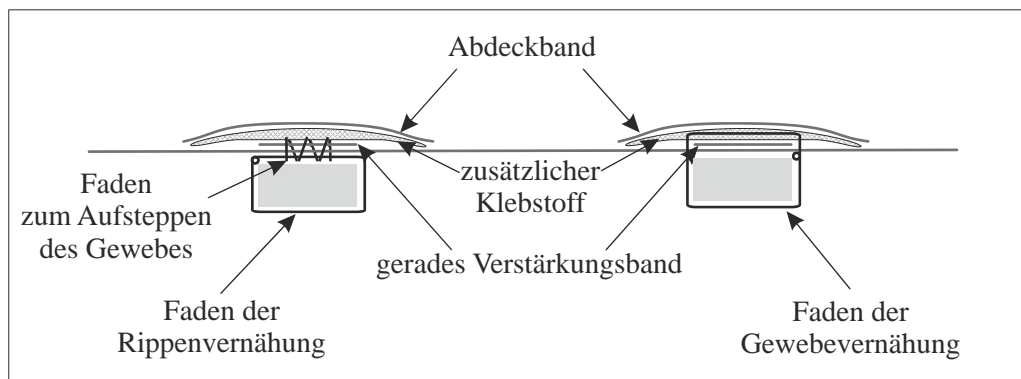 Abdeckband
zusätzlicher
Klebstoff
Faden
zum Aufsteppen
des Gewebes
gerades Verstärkungsband
Faden der
Rippenvernähung
Faden der
Gewebevernähung